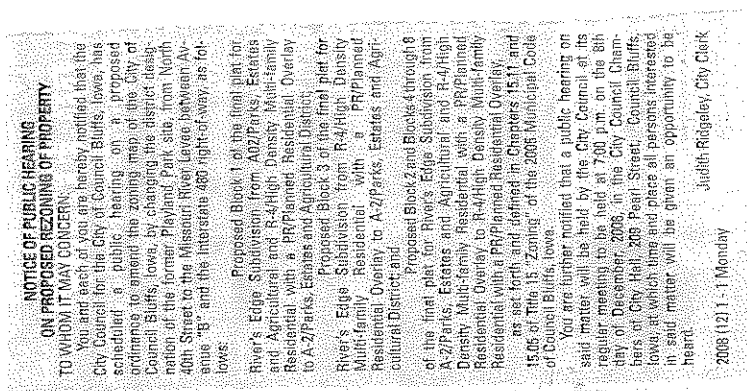 NOTICE OF PUBLIC HEARING
ON PROPOSED REZONING OF PROPERTY
TO WHOM IT MAY CONCERN:
You and each of you are hereby notified that the
City Council for the City of Council Bluffs, Iowa, has
scheduled a public hearing on a proposed
ordinance to amend the zoning map of the City of
Council Bluffs, Iowa, by changing the district desig-
nation of the former Playland Park site, from North
40th Street to the Missouri River Levee between Av-
enue "B" and the Interstate 480 right-of-way, as fol-
lows:
Proposed Block 1 of the final plat for
River's Edge Subdivision from A02/Parks, Estates
and Agricultural and R-4/High Density Multi-family
Residential with a PR/Planned Residential Overlay
to A-2/Parks, Estates and Agricultural District;
Proposed Block 3 of the final plat for
River's Edge Subdivision from R-4/High Density
Multi-family Residential with a PR/Planned
Residential Overlay to A-2/Parks, Estates and Agri-
cultural District; and
Proposed Block 2 and Blocks 4 through 8
of the final plat for River's Edge Subdivision from
A-2/Parks, Estates and Agricultural and R-4/High
Density Multi-family Residential with a PR/Planned
Residential Overlay to R-4/High Density Multi-family
Residential with a PR/Planned Residential Overlay,
as set forth and defined in Chapters 15.11 and
15.05 of Title 15 "Zoning" of the 2005 Municipal Code
of Council Bluffs, Iowa.
You are further notified that a public hearing on
said matter will be held by the City Council at its
regular meeting to be held at 7:00 p.m. on the 8th
day of December, 2008, in the City Council Cham-
bers of City Hall, 209 Pearl Street, Council Bluffs,
Iowa, at which time and place all persons interested
in said matter will be given an opportunity to be
heard.
Judith Ridgeley, City Clerk
2008 (12) 1 - 1 Monday